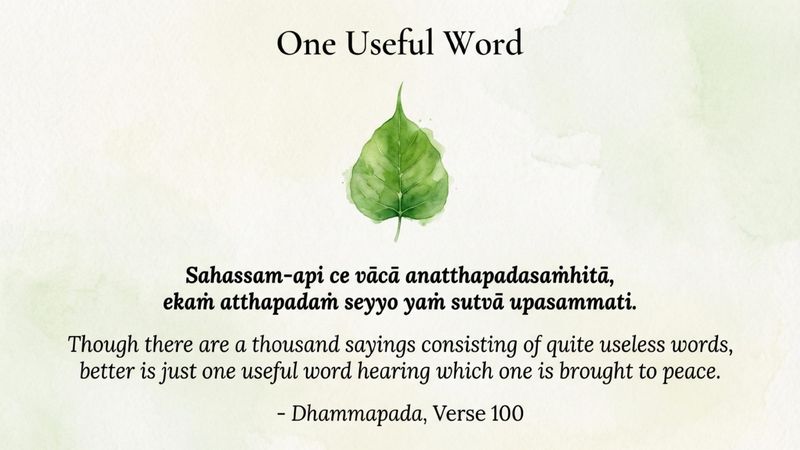 One Useful Word
Sahassam-api ce vācā anatthapadasaṁhitā,
ekaṁ atthapadaṁ seyyo yaṁ sutvā upasammati.
Though there are a thousand sayings consisting of quite useless words,
better is just one useful word hearing which one is brought to peace.
- Dhammapada, Verse 100